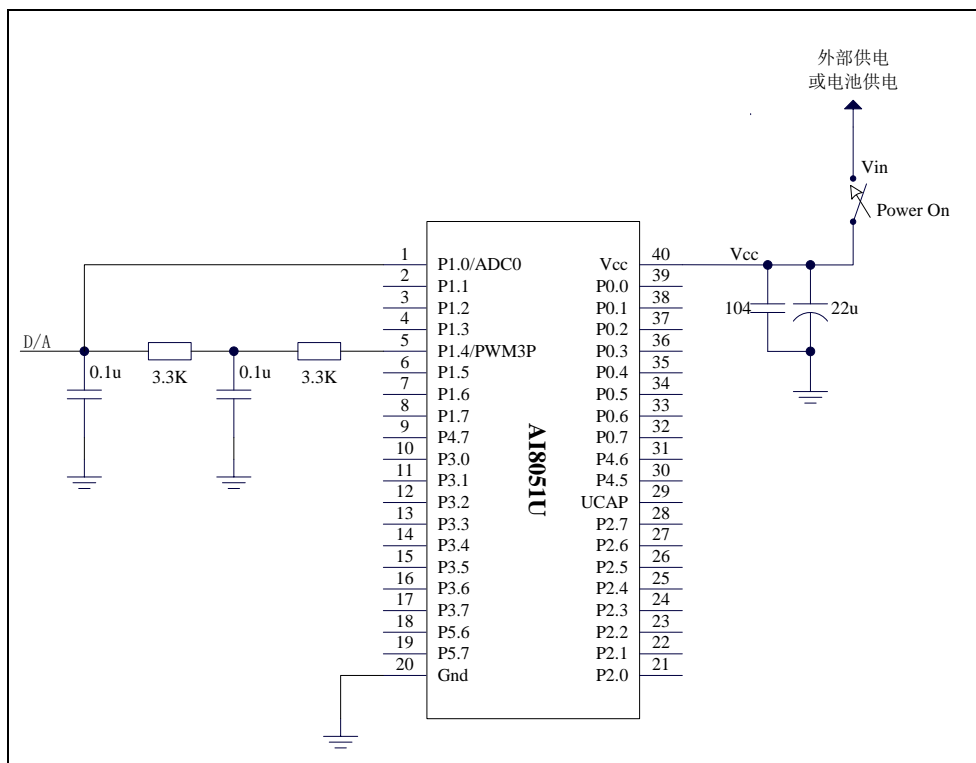 外部供电
或电池供电
Vin
Power On
Vcc
104
22u
D/A
0.1u
3.3K
0.1u
3.3K
AI8051U
1 P1.0/ADC0
2 P1.1
3 P1.2
4 P1.3
5 P1.4/PWM3P
6 P1.5
7 P1.6
8 P1.7
9 P4.7
10 P3.0
11 P3.1
12 P3.2
13 P3.3
14 P3.4
15 P3.5
16 P3.6
17 P3.7
18 P5.6
19 P5.7
20 Gnd
Vcc 40
P0.0 39
P0.1 38
P0.2 37
P0.3 36
P0.4 35
P0.5 34
P0.6 33
P0.7 32
P4.6 31
P4.5 30
UCAP 29
P2.7 28
P2.6 27
P2.5 26
P2.4 25
P2.3 24
P2.2 23
P2.1 22
P2.0 21